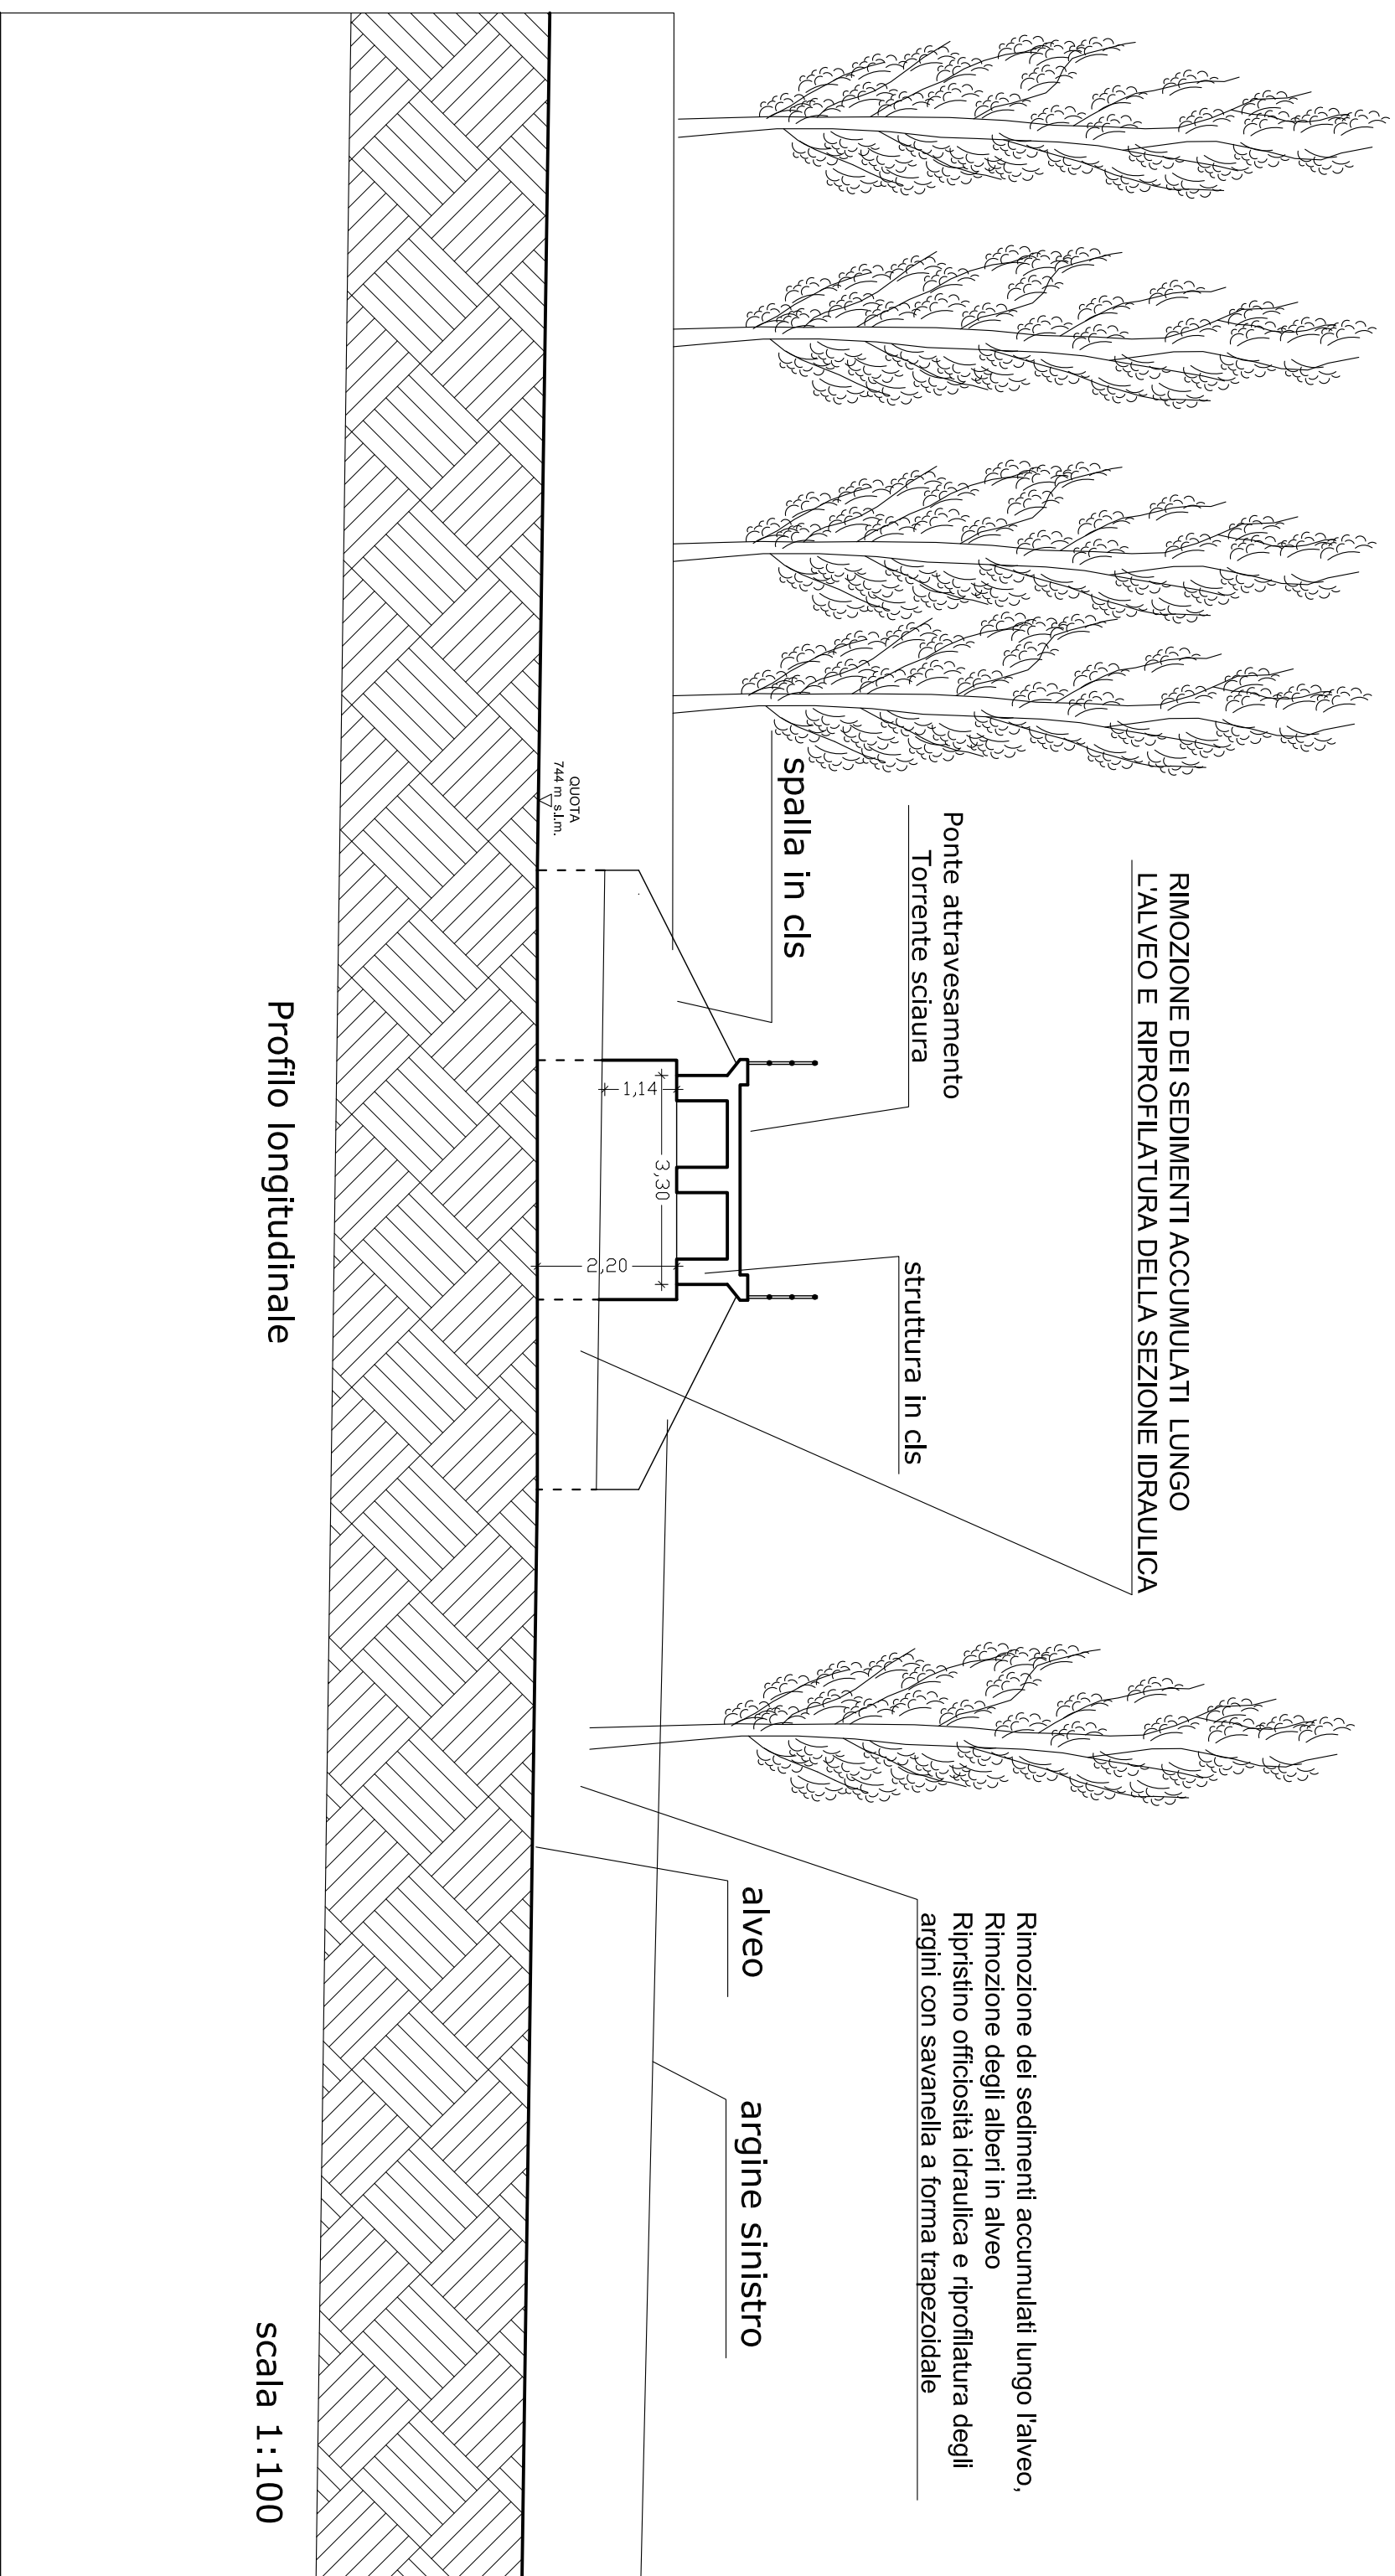 RIMOZIONE DEI SEDIMENTI ACCUMULATI LUNGO
L'ALVEO E RIPROFILATURA DELLA SEZIONE IDRAULICA
Rimozione dei sedimenti accumulati lungo l'alveo,
Rimozione degli alberi in alveo
Ripristino officiosità idraulica e riprofilatura degli
argini con savanella a forma trapezoidale
Ponte attravesamento
Torrente sciaura
struttura in cls
spalla in cls
alveo
argine sinistro
3,30
1,14
2,20
QUOTA
744 m s.l.m.
Profilo longitudinale
scala 1:100